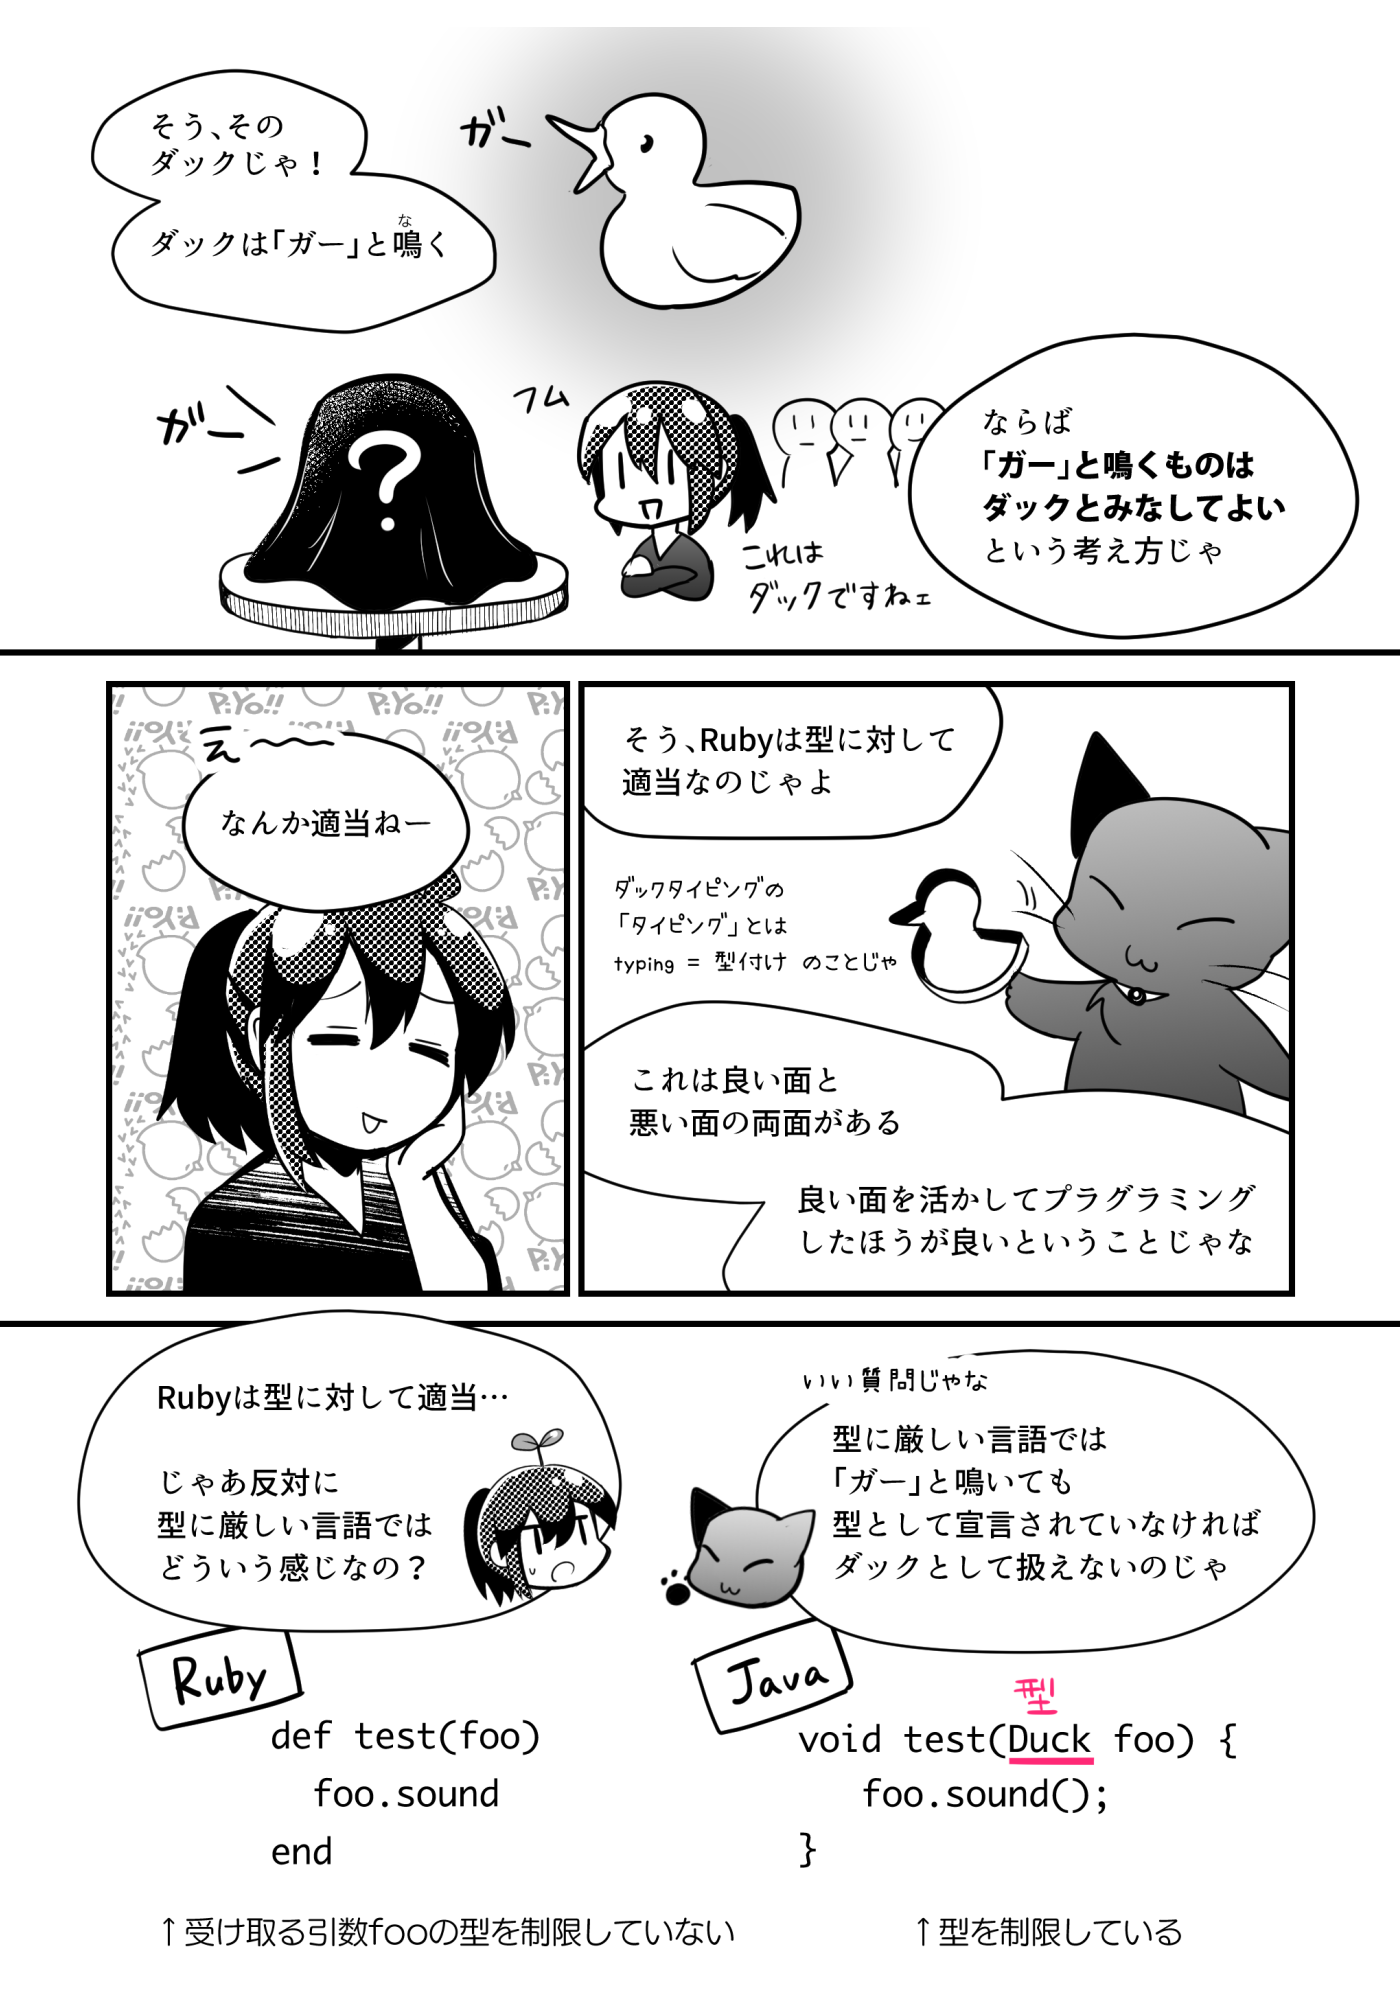 そう、その
ダックじゃ！
ダックは「ガー」と鳴く
な
ガー
ガー
フム
これは
ダックですねェ
ならば
「ガー」と鳴くものは
ダックとみなしてよい
という考え方じゃ
え〜〜
なんか適当ねー
PiYo!!
PiYo!!
そう、Rubyは型に対して
適当なのじゃよ
ダックタイピングの
「タイピング」とは
typing = 型付け のことじゃ
これは良い面と
悪い面の両面がある
良い面を活かしてプラグラミング
したほうが良いということじゃな
Rubyは型に対して適当…
じゃあ反対に
型に厳しい言語では
どういう感じなの？
いい質問じゃな
型に厳しい言語では
「ガー」と鳴いても
型として宣言されていなければ
ダックとして扱えないのじゃ
Ruby
def test(foo)
foo.sound
end
↑受け取る引数fooの型を制限していない
Java
型
void test(Duck foo) {
foo.sound();
}
↑型を制限している